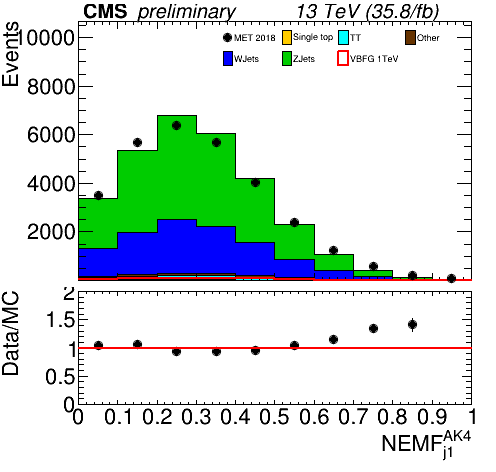 CMS preliminary 13 TeV (35.8/fb)
Events
10000
8000
6000
4000
2000
MET 2018 Single top TT Other
WJets ZJets VBFG 1TeV
Data/MC
2
1.5
1
0.5
0
0 0.1 0.2 0.3 0.4 0.5 0.6 0.7 0.8 0.9 1
NEMF_{j1}^{AK4}